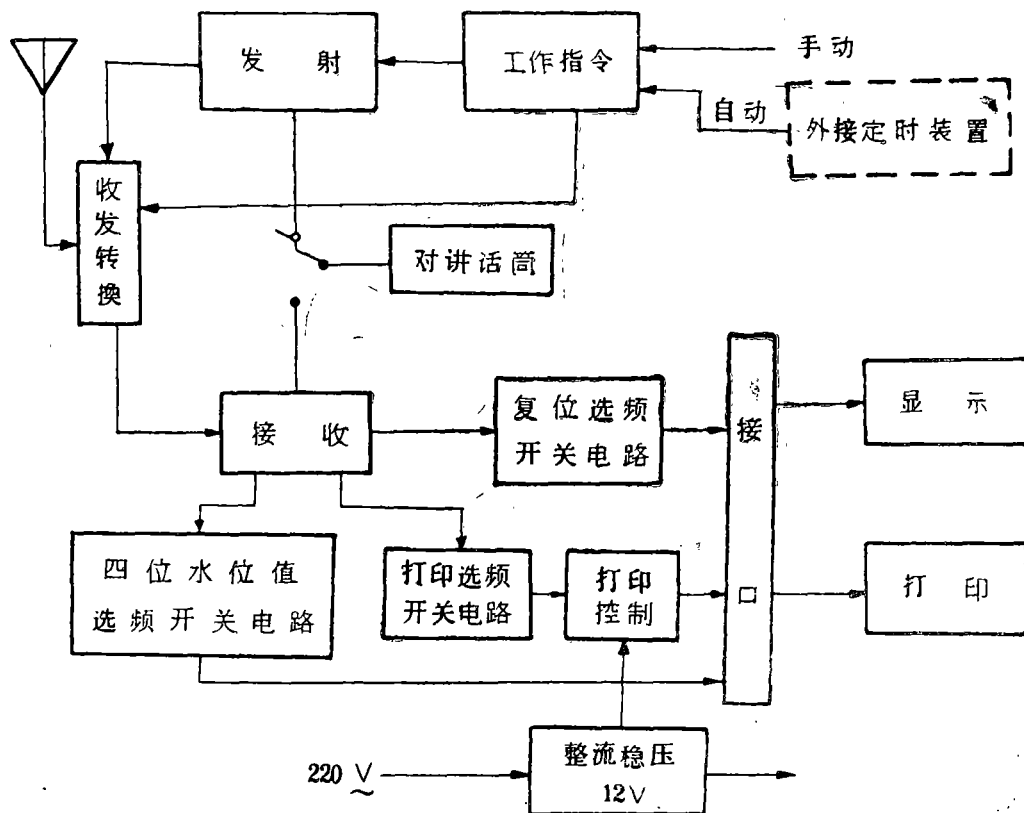 发射
工作指令
手动
自动
外接定时装置
收发转换
对讲话筒
接收
复位选频
开关电路
接口
显示
四位水位值
选频开关电路
打印选频
开关电路
打印
控制
打印
220 V
~
整流稳压
12V